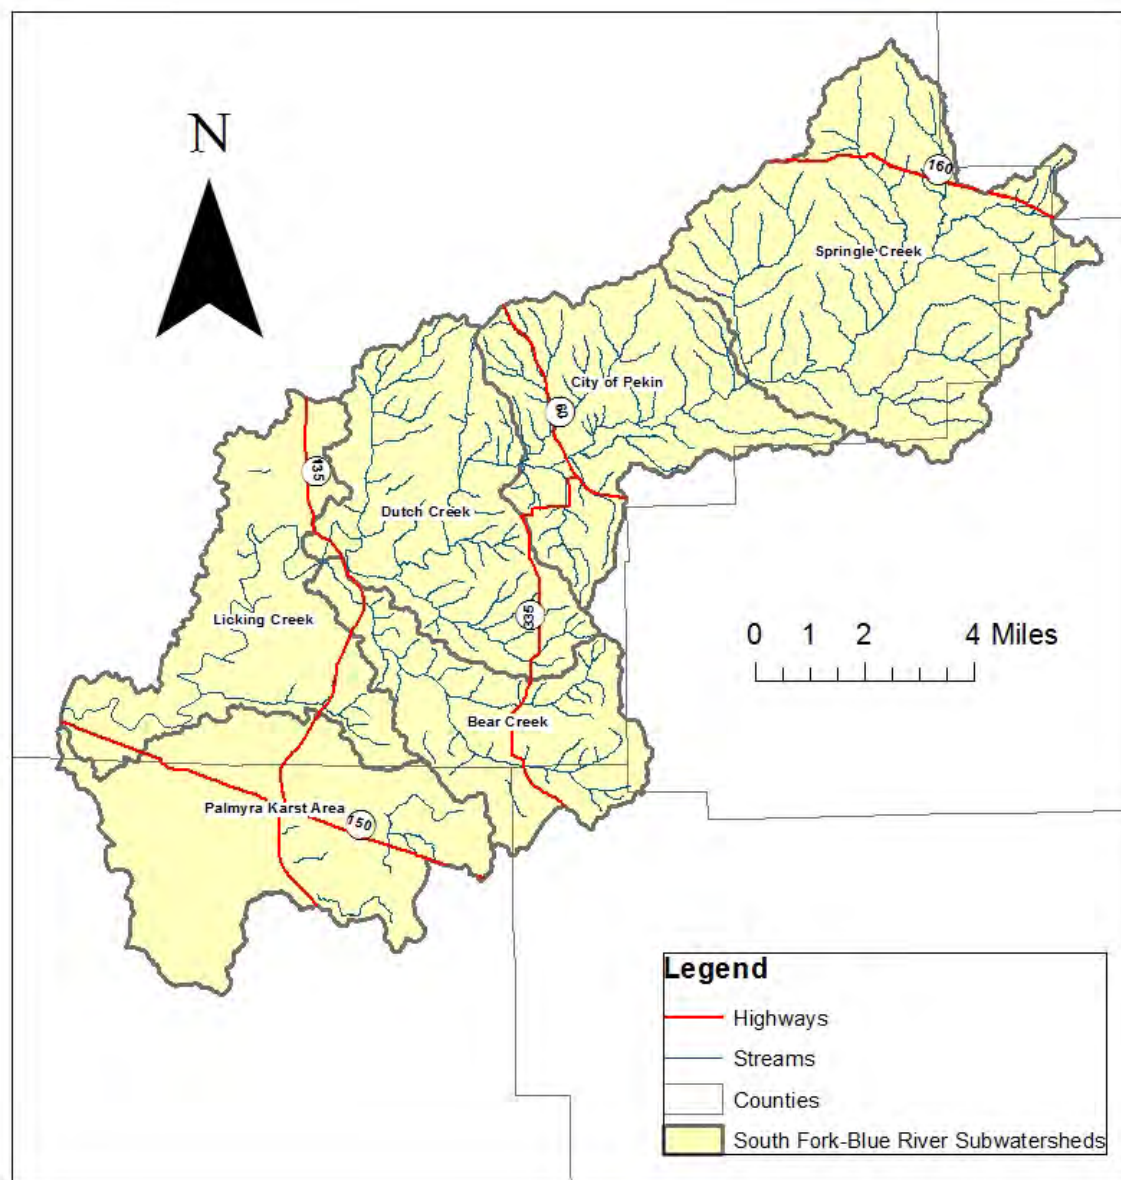 N
160
Springle Creek
City of Pekin
60
135
Dutch Creek
335
Licking Creek
0 1 2 4 Miles
Bear Creek
Palmyra Karst Area
150
Legend
Highways
Streams
Counties
South Fork-Blue River Subwatersheds